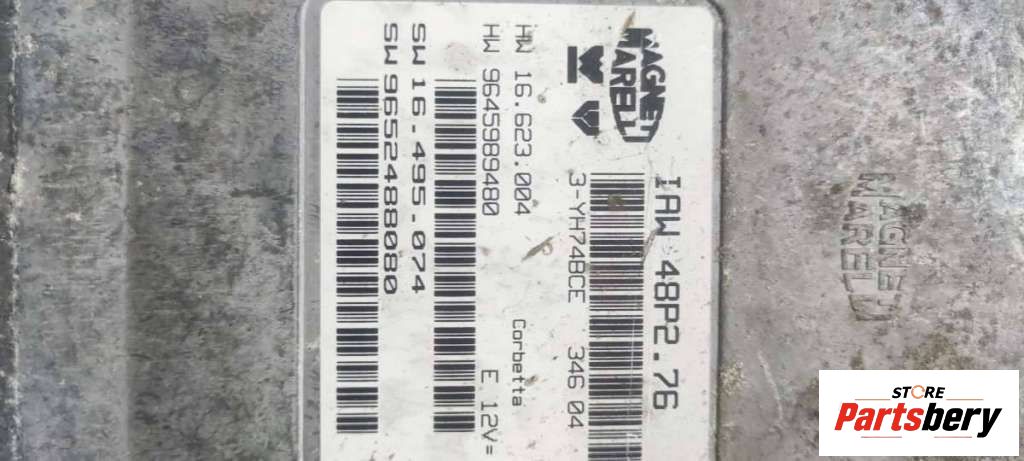 MAGNETI
MARELLI
IAW 48P2.76
3-YH74BCE 346 04
HW 16.623.004
HW 9645989480
Corbetta
E 12V=
SW 16.495.074
SW 9652488080
MAGNETI
MARELLI
STORE
Partsbery